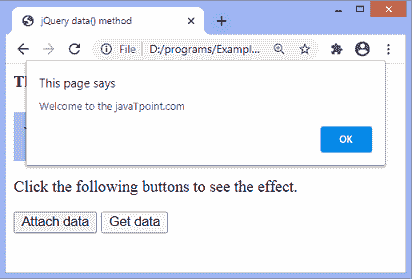 jQuery data() method
File | D:/programs/Exampl...
This page says
Welcome to the javaTpoint.com
OK
Click the following buttons to see the effect.
Attach data Get data